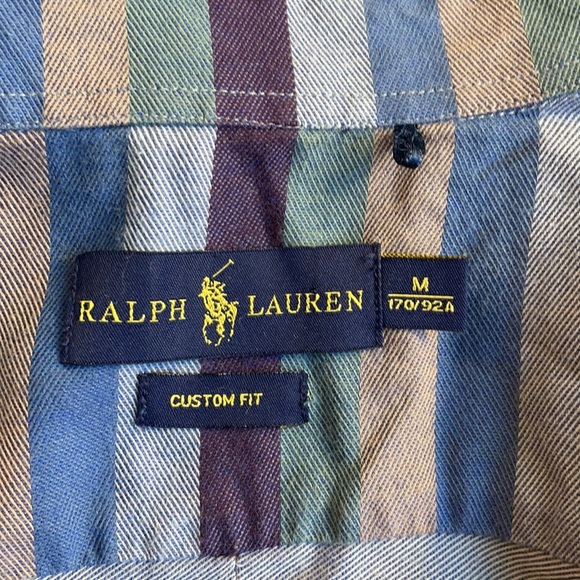 RALPH LAUREN
M
170/92A
CUSTOM FIT